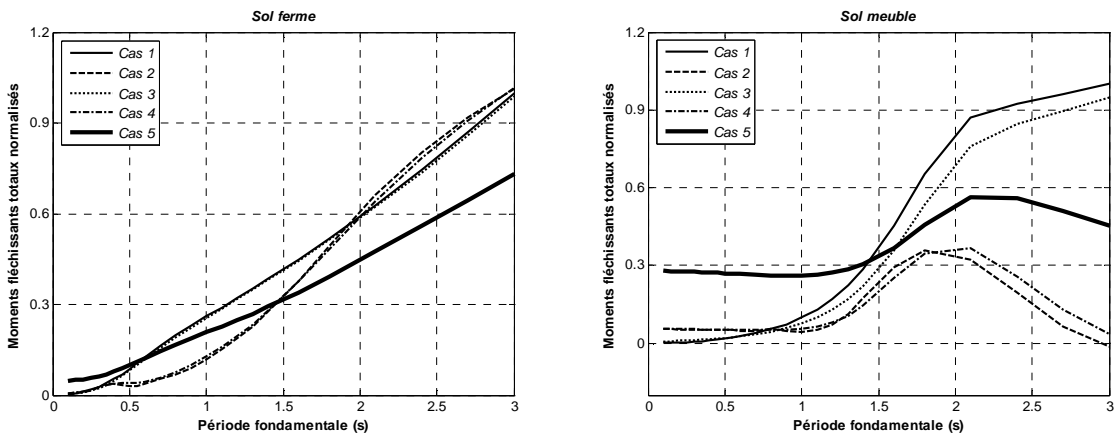 Sol ferme
Moments fléchissants totaux normalisés
1.2
0.9
0.6
0.3
0
Cas 1
Cas 2
Cas 3
Cas 4
Cas 5
0
0.5
1
1.5
2
2.5
3
Période fondamentale (s)
Sol meuble
Moments fléchissants totaux normalisés
1.2
0.9
0.6
0.3
0
Cas 1
Cas 2
Cas 3
Cas 4
Cas 5
0
0.5
1
1.5
2
2.5
3
Période fondamentale (s)